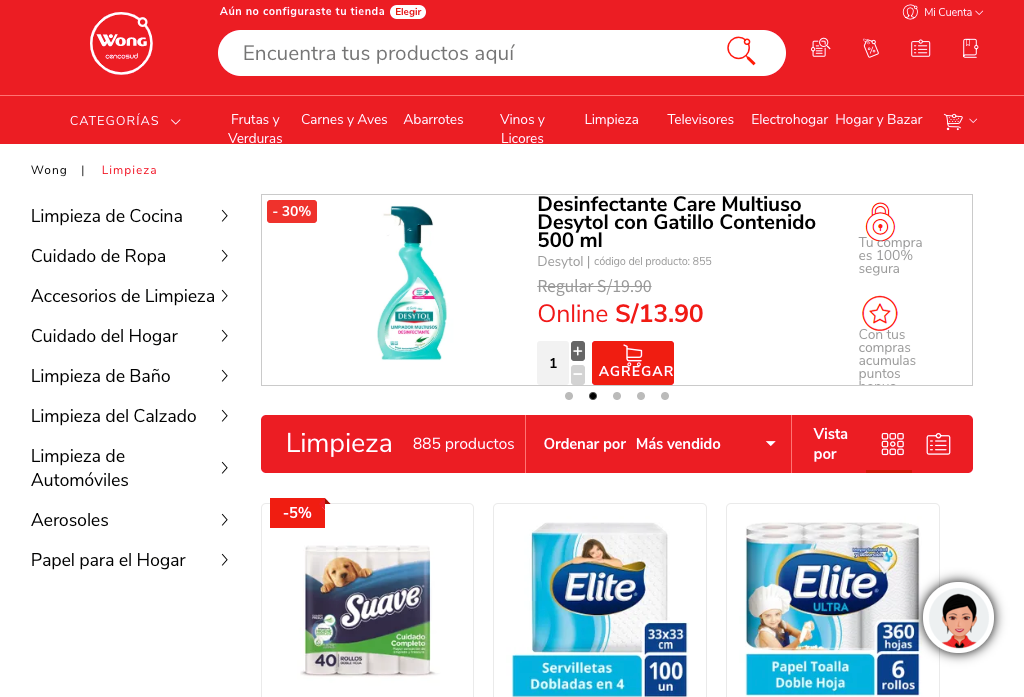 Aún no configuraste tu tienda Elegir
Mi Cuenta
Wong
cencosud
Encuentra tus productos aquí
CATEGORÍAS
Frutas y Verduras
Carnes y Aves
Abarrotes
Vinos y Licores
Limpieza
Televisores
Electrohogar
Hogar y Bazar
Wong | Limpieza
Limpieza de Cocina
Cuidado de Ropa
Accesorios de Limpieza
Cuidado del Hogar
Limpieza de Baño
Limpieza del Calzado
Limpieza de
Automóviles
Aerosoles
Papel para el Hogar
- 30%
DESYTOL
LIMPIADOR MULTIUSOS
DESINFECTANTE
Desinfectante Care Multiuso
Desytol con Gatillo Contenido
500 ml
Desytol | código del producto: 855
Regular S/19.90
Online S/13.90
1
+
−
AGREGAR
Tu compra
es 100%
segura
Con tus
compras
acumulas
puntos
bonus
Limpieza 885 productos
Ordenar por Más vendido
Vista
por
-5%
Suave
Cuidado
Completo
40 ROLLOS
Elite
33x33
cm
Servilletas
Dobladas en 4
100
un
Elite
ULTRA
360
hojas
Papel Toalla
Doble Hoja
6
rollos